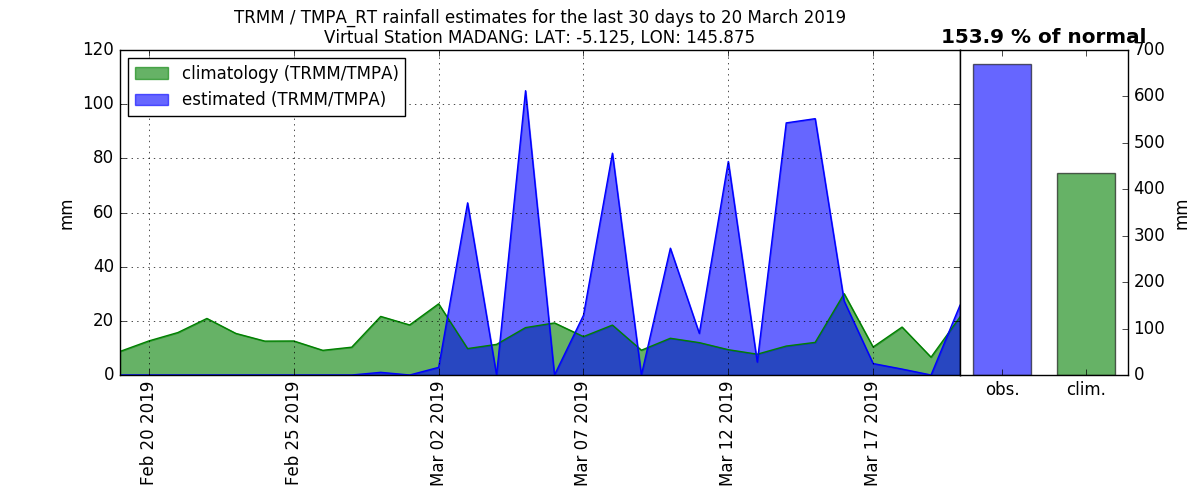 TRMM / TMPA_RT rainfall estimates for the last 30 days to 20 March 2019
Virtual Station MADANG: LAT: -5.125, LON: 145.875
153.9 % of normal
climatology (TRMM/TMPA)
estimated (TRMM/TMPA)
120
100
80
60
40
20
0
mm
700
600
500
400
300
200
100
0
mm
Feb 20 2019
Feb 25 2019
Mar 02 2019
Mar 07 2019
Mar 12 2019
Mar 17 2019
obs.
clim.